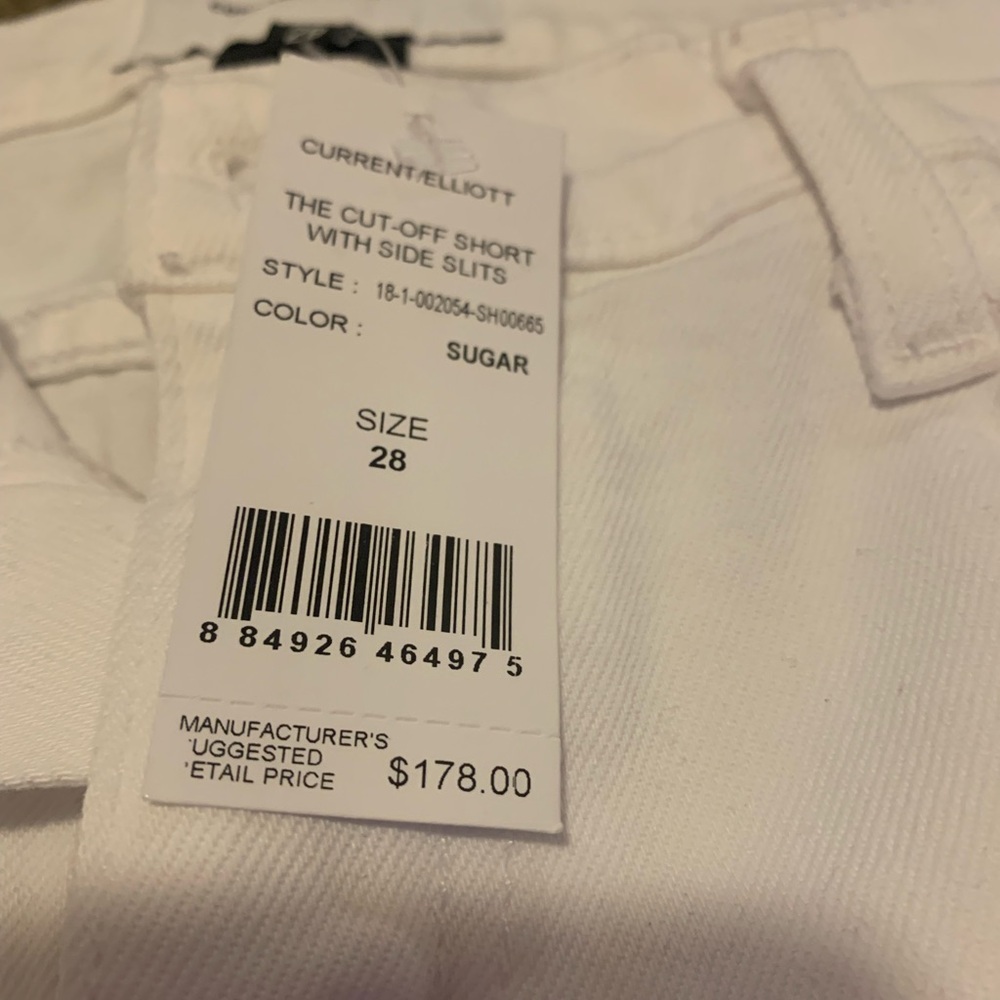 CURRENT/ELLIOTT
THE CUT-OFF SHORT
WITH SIDE SLITS
STYLE : 18-1-002054-SH00665
COLOR :
SUGAR
SIZE
28
8 84926 46497 5
MANUFACTURER'S
'UGGESTED
'ETAIL PRICE $178.00